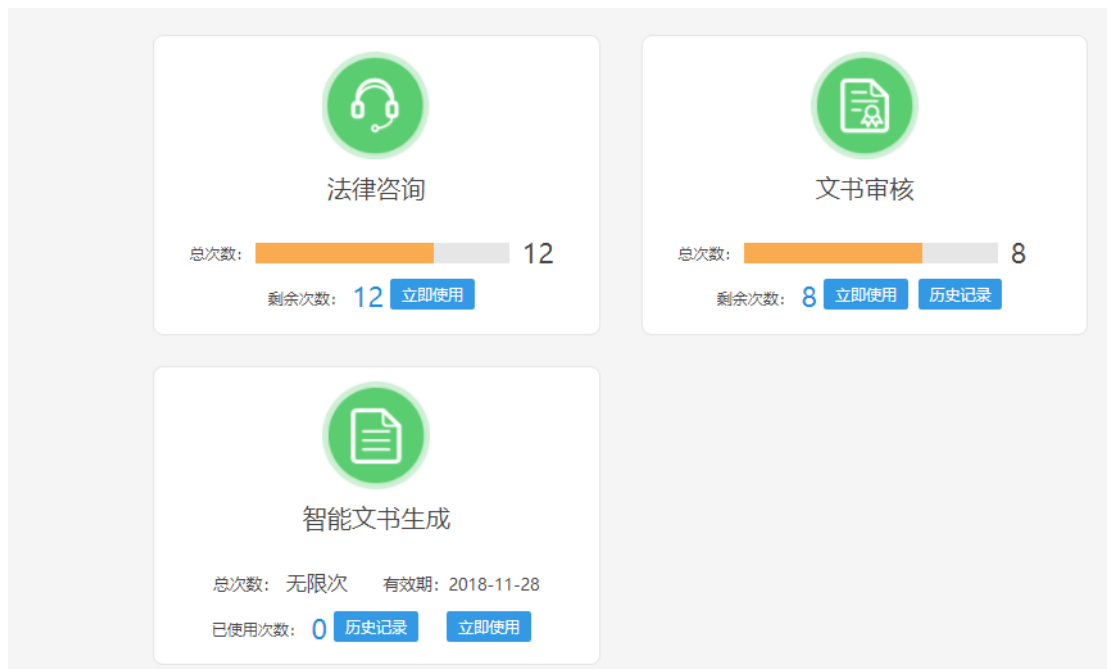 法律咨询
总次数： 12
剩余次数： 12 立即使用
文书审核
总次数： 8
剩余次数： 8 立即使用 历史记录
智能文书生成
总次数： 无限次 有效期：2018-11-28
已使用次数： 0 历史记录 立即使用